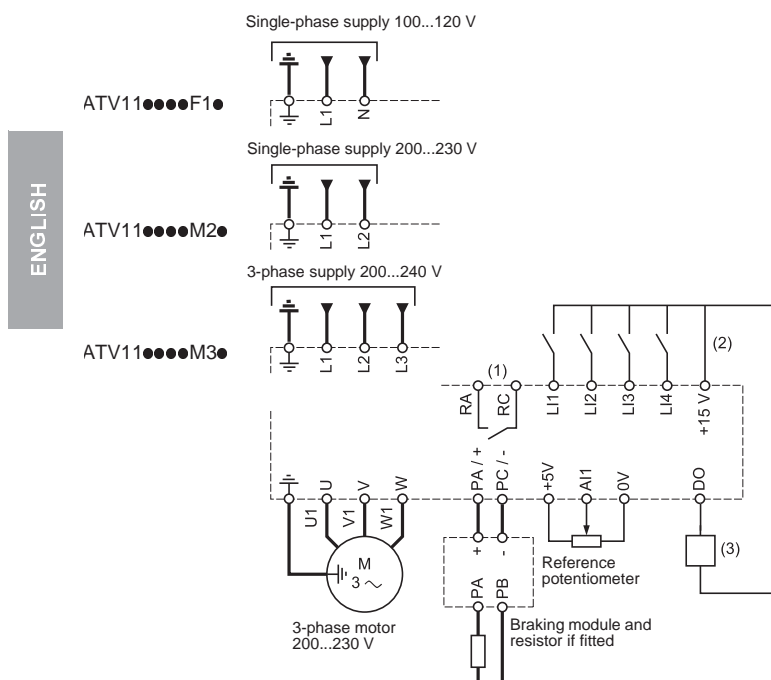 Single-phase supply 100...120 V
ATV11●●●●F1●
L1
N
Single-phase supply 200...230 V
ENGLISH
ATV11●●●●M2●
L1
L2
3-phase supply 200...240 V
ATV11●●●●M3●
L1
L2
L3
(1)
(2)
RA
RC
LI1
LI2
LI3
LI4
+15 V
U
V
W
PA / +
PC / -
+5V
AI1
0V
DO
U1
V1
W1
+
-
(3)
M
3 ~
Reference
potentiometer
PA
PB
3-phase motor
200...230 V
Braking module and
resistor if fitted